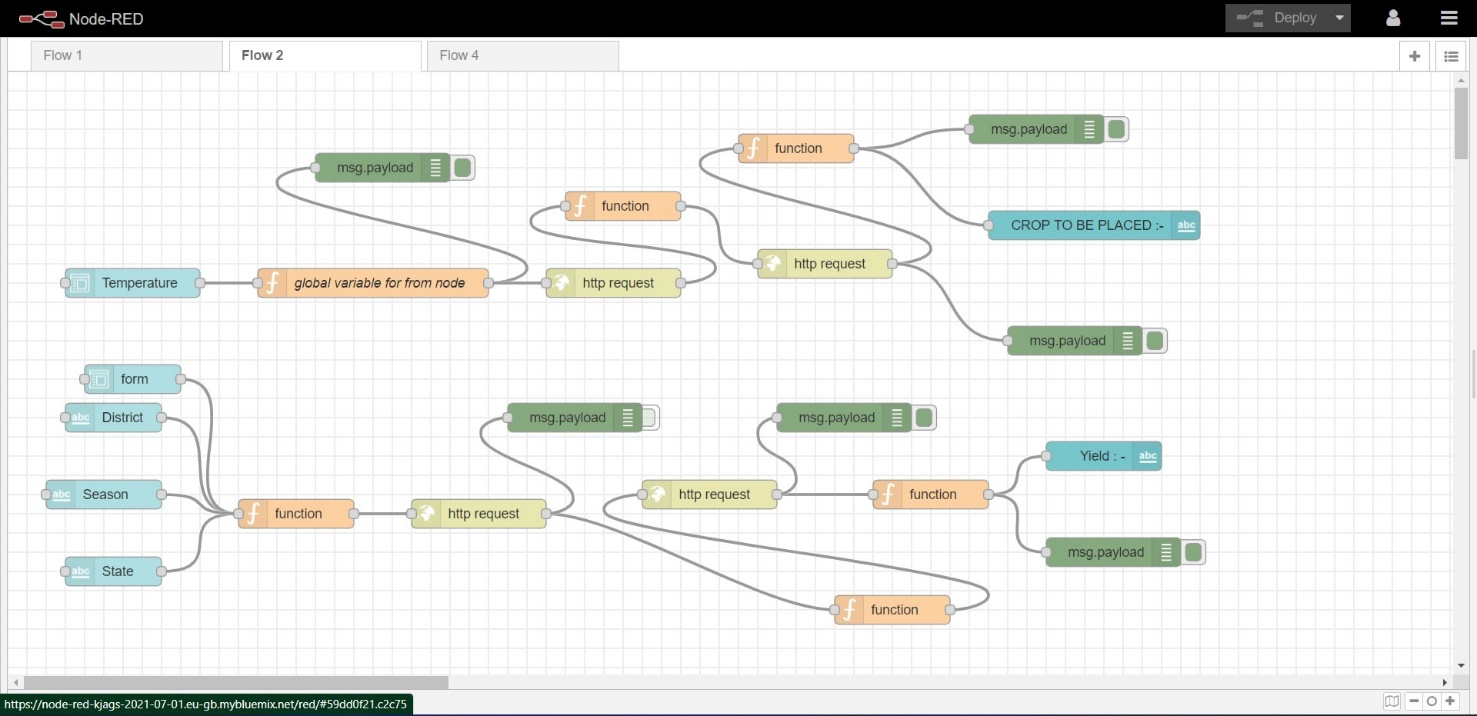 Node-RED
Deploy
Flow 1
Flow 2
Flow 4
msg.payload
function
msg.payload
function
CROP TO BE PLACED :- abc
http request
Temperature
global variable for from node
http request
msg.payload
form
abc District
msg.payload
msg.payload
Yield : - abc
abc Season
http request
function
function
http request
msg.payload
abc State
function
https://node-red-kjags-2021-07-01.eu-gb.mybluemix.net/red/#59dd0f21.c2c75